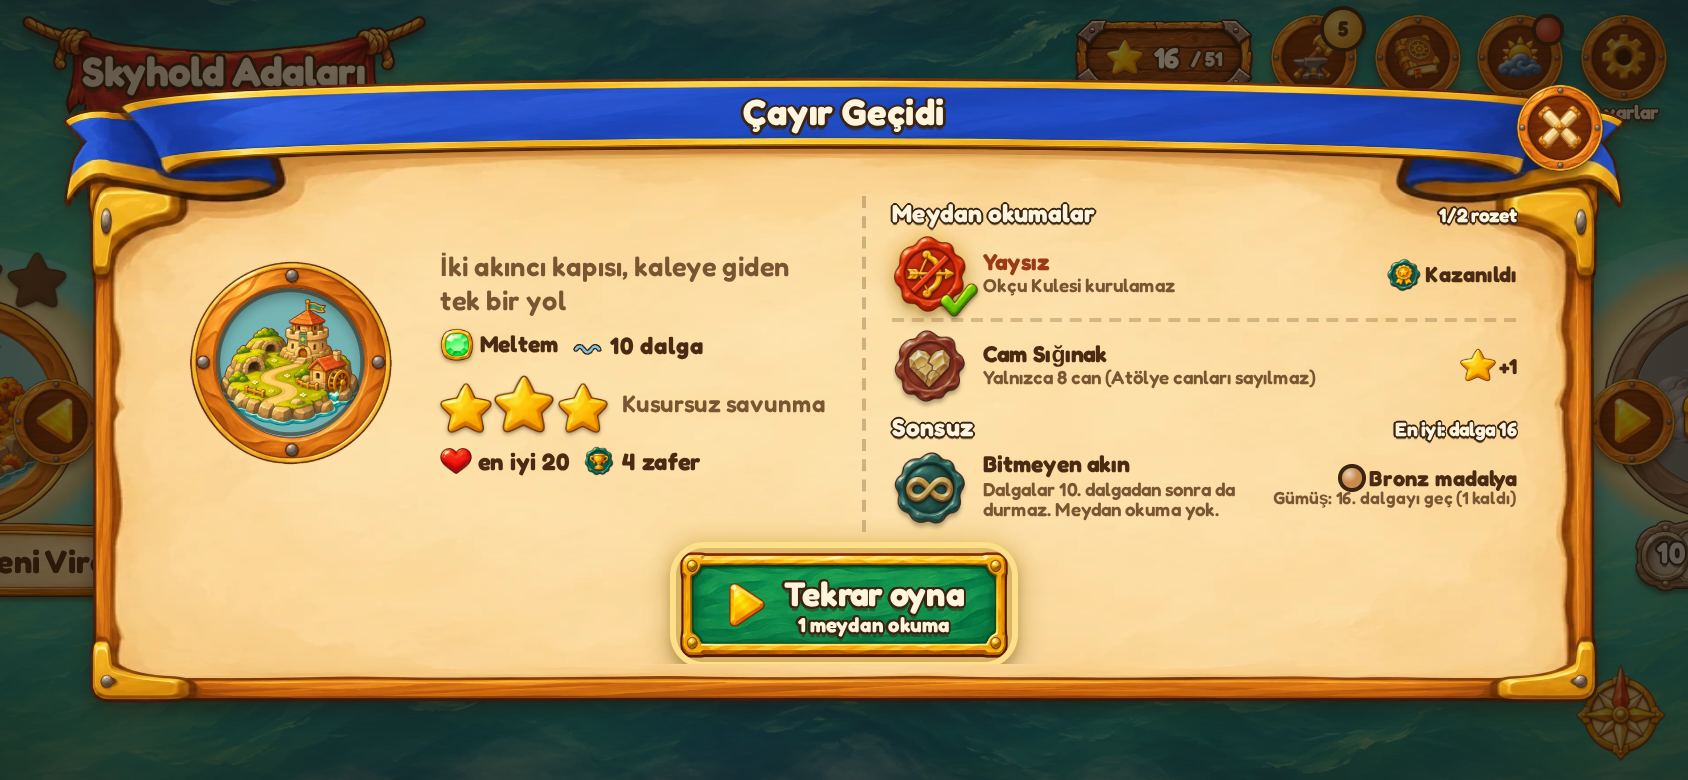 Skyhold Adaları
16 / 51
5
Çayır Geçidi
İki akıncı kapısı, kaleye giden
tek bir yol
Meltem 10 dalga
Kusursuz savunma
en iyi 20 4 zafer
Meydan okumalar 1/2 rozet
Yaysız
Okçu Kulesi kurulamaz
Kazanıldı
Cam Sığınak
Yalnızca 8 can (Atölye canları sayılmaz)
+1
Sonsuz En iyi: dalga 16
Bitmeyen akın
Dalgalar 10. dalgadan sonra da
durmaz. Meydan okuma yok.
Bronz madalya
Gümüş: 16. dalgayı geç (1 kaldı)
Tekrar oyna
1 meydan okuma
10